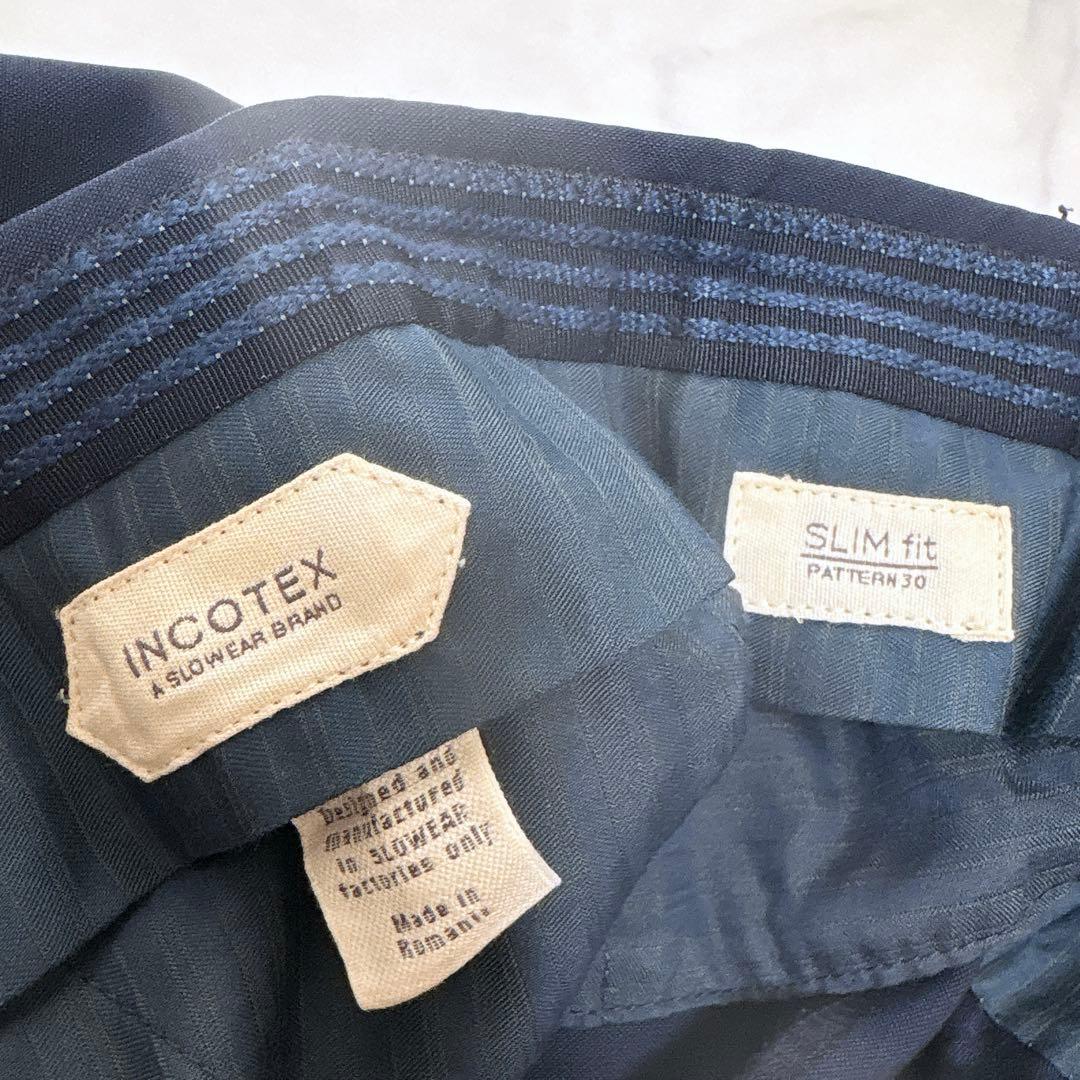 INCOTEX
A SLOWEAR BRAND
SLIM fit
PATTERN 30
Designed and
manufactured
in SLOWEAR
factories only
Made in
Romania